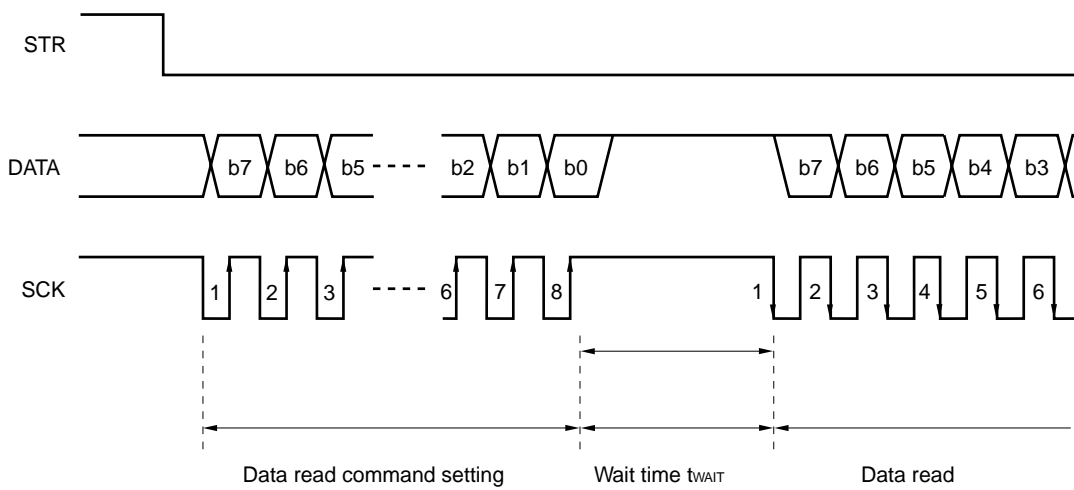 STR
DATA b7 b6 b5 b2 b1 b0 b7 b6 b5 b4 b3
SCK 1 2 3 6 7 8 1 2 3 4 5 6
Data read command setting Wait time tWAIT Data read